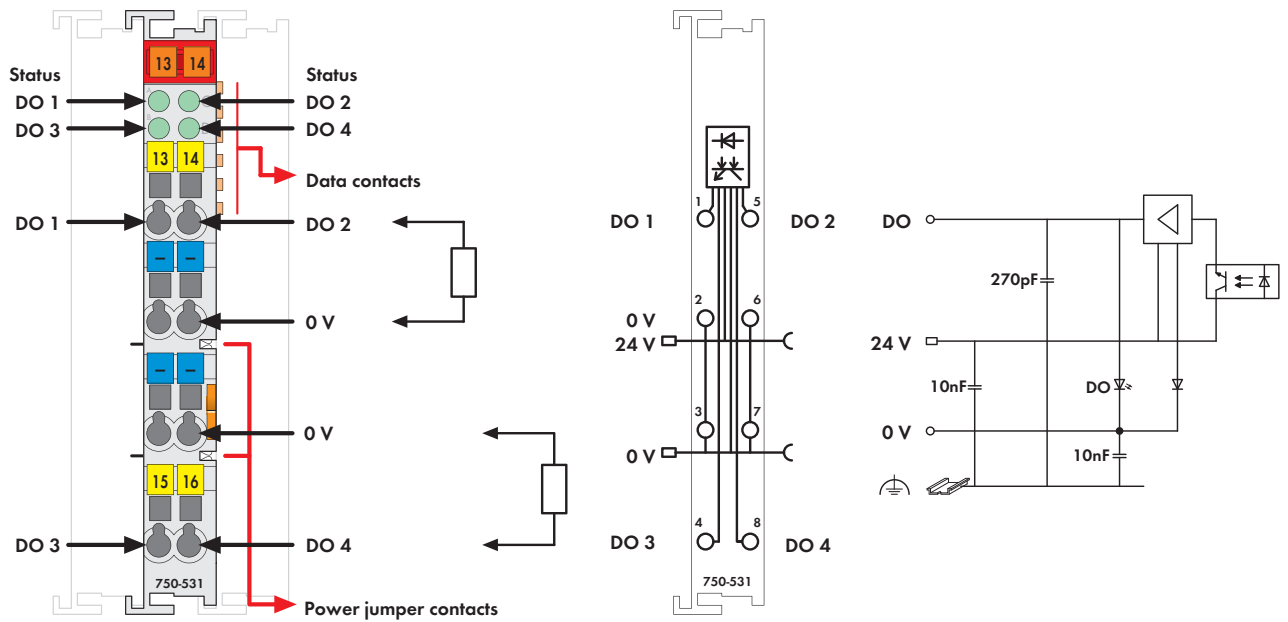 13 14
Status
Status
A
C
DO 1
DO 2
B
DO 3
DO 4
13 14
Data contacts
DO 1
DO 2
– –
0 V
– –
0 V
15 16
DO 3
DO 4
750-531
Power jumper contacts
1 5
DO 1
DO 2
2 6
0 V
24 V
3 7
0 V
4 8
DO 3
DO 4
750-531
DO
270pF
24 V
10nF
DO
0 V
10nF